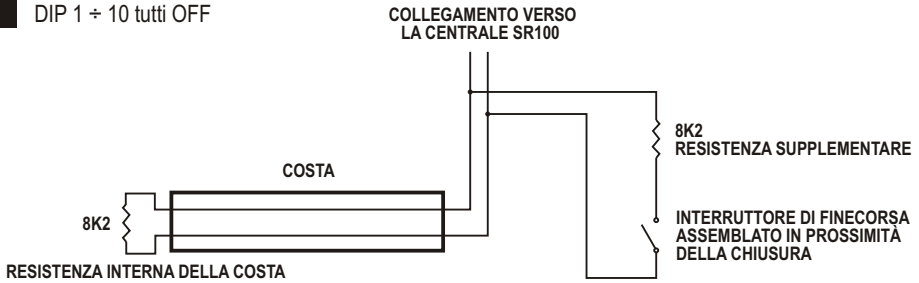 DIP 1 ÷ 10 tutti OFF
COLLEGAMENTO VERSO
LA CENTRALE SR100
8K2
RESISTENZA SUPPLEMENTARE
COSTA
8K2
INTERRUTTORE DI FINECORSA
ASSEMBLATO IN PROSSIMITÀ
DELLA CHIUSURA
RESISTENZA INTERNA DELLA COSTA